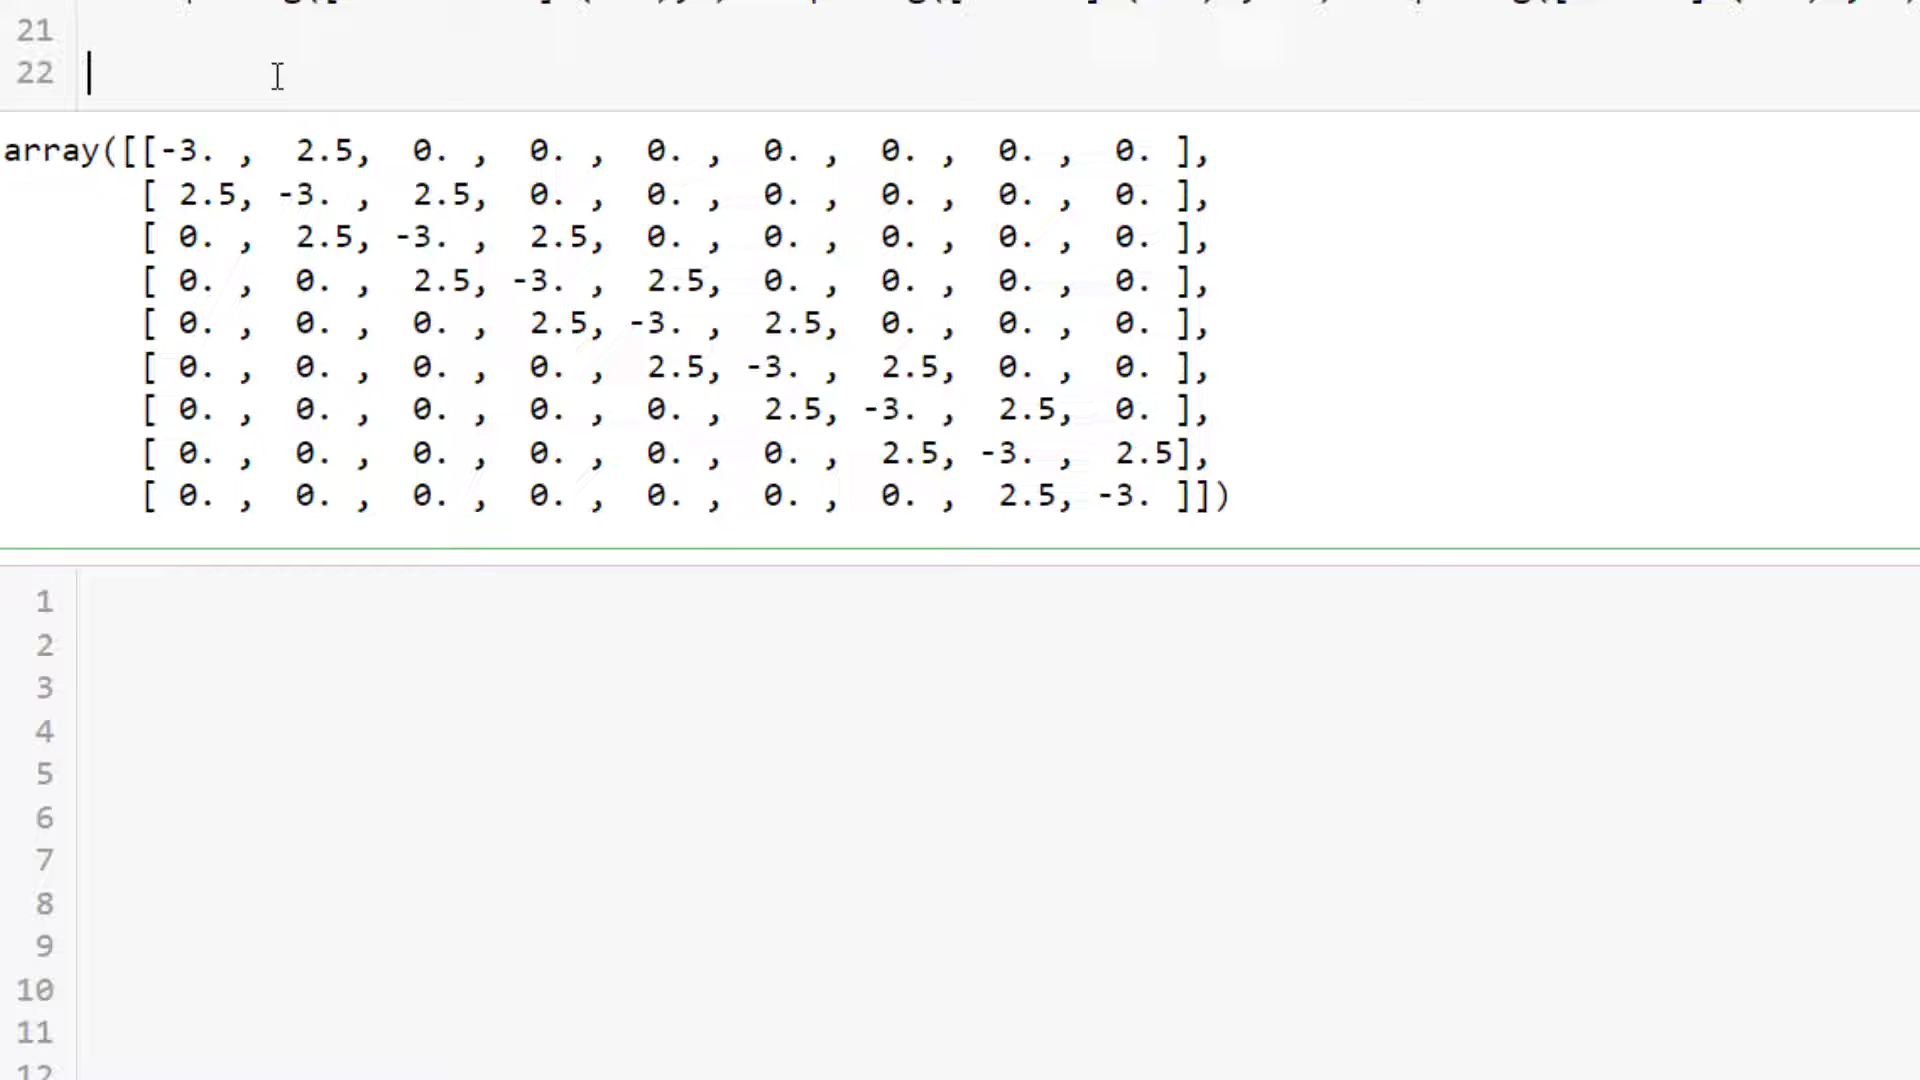 21
22
array([[-3. ,  2.5,  0. ,  0. ,  0. ,  0. ,  0. ,  0. ,  0. ],
[ 2.5, -3. ,  2.5,  0. ,  0. ,  0. ,  0. ,  0. ,  0. ],
[ 0. ,  2.5, -3. ,  2.5,  0. ,  0. ,  0. ,  0. ,  0. ],
[ 0. ,  0. ,  2.5, -3. ,  2.5,  0. ,  0. ,  0. ,  0. ],
[ 0. ,  0. ,  0. ,  2.5, -3. ,  2.5,  0. ,  0. ,  0. ],
[ 0. ,  0. ,  0. ,  0. ,  2.5, -3. ,  2.5,  0. ,  0. ],
[ 0. ,  0. ,  0. ,  0. ,  0. ,  2.5, -3. ,  2.5,  0. ],
[ 0. ,  0. ,  0. ,  0. ,  0. ,  0. ,  2.5, -3. ,  2.5],
[ 0. ,  0. ,  0. ,  0. ,  0. ,  0. ,  0. ,  2.5, -3. ]])
1
2
3
4
5
6
7
8
9
10
11
12